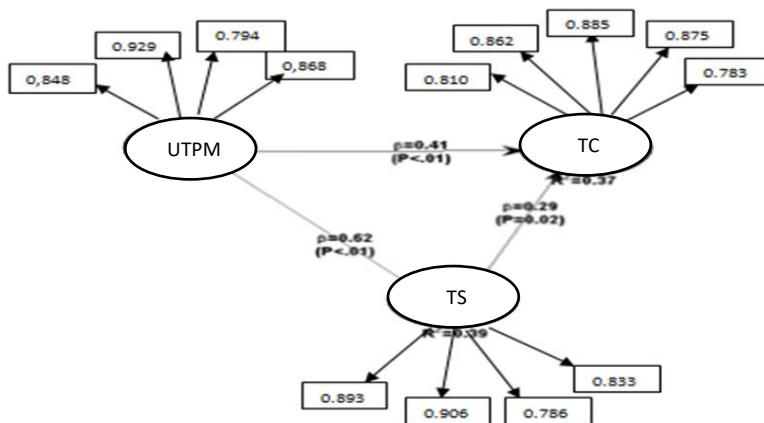 0,848
0.929
0.794
0,868
0.810
0.862
0.885
0.875
0.783
UTPM
TC
β=0.41
(P<.01)
R²=0.37
β=0.62
(P<.01)
β=0.29
(P=0.02)
TS
R²=0.39
0.893
0.906
0.786
0.833